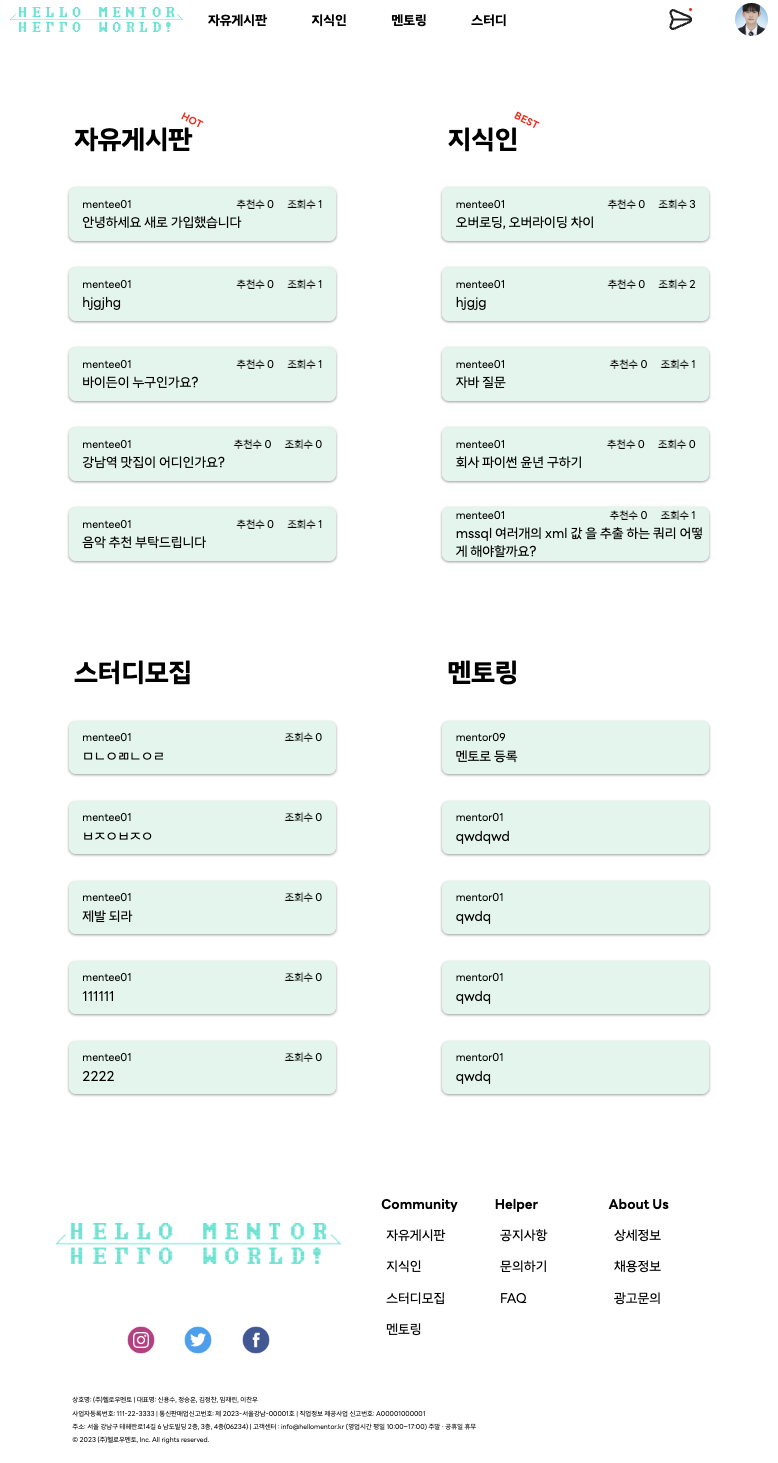 HELLO MENTOR
HELLO WORLD!
자유게시판 지식인 멘토링 스터디
자유게시판 HOT
mentee01 추천수 0 조회수 1
안녕하세요 새로 가입했습니다
mentee01 추천수 0 조회수 1
hjgjhg
mentee01 추천수 0 조회수 1
바이든이 누구인가요?
mentee01 추천수 0 조회수 0
강남역 맛집이 어디인가요?
mentee01 추천수 0 조회수 1
음악 추천 부탁드립니다
지식인 BEST
mentee01 추천수 0 조회수 3
오버로딩, 오버라이딩 차이
mentee01 추천수 0 조회수 2
hjgjg
mentee01 추천수 0 조회수 1
자바 질문
mentee01 추천수 0 조회수 0
회사 파이썬 윤년 구하기
mentee01 추천수 0 조회수 1
mssql 여러개의 xml 값 을 추출 하는 쿼리 어떻
게 해야할까요?
스터디모집
mentee01 조회수 0
ㅁㄴㅇㄻㄴㅇㄹ
mentee01 조회수 0
ㅂㅈㅇㅂㅈㅇ
mentee01 조회수 0
제발 되라
mentee01 조회수 0
111111
mentee01 조회수 0
2222
멘토링
mentor09
멘토로 등록
mentor01
qwdqwd
mentor01
qwdq
mentor01
qwdq
mentor01
qwdq
HELLO MENTOR
HELLO WORLD!
Community
자유게시판
지식인
스터디모집
멘토링
Helper
공지사항
문의하기
FAQ
About Us
상세정보
채용정보
광고문의
상호명: (주)헬로우멘토 | 대표명: 신용수, 정승훈, 김정찬, 임재린, 이찬우
사업자등록번호: 111-22-3333 | 통신판매업신고번호: 제 2023-서울강남-00001호 | 직업정보 제공사업 신고번호: A00001000001
주소: 서울 강남구 테헤란로14길 6 남도빌딩 2층, 3층, 4층(06234) | 고객센터 : info@hellomentor.kr (영업시간 평일 10:00~17:00) 주말 · 공휴일 휴무
© 2023 (주)헬로우멘토, Inc. All rights reserved.